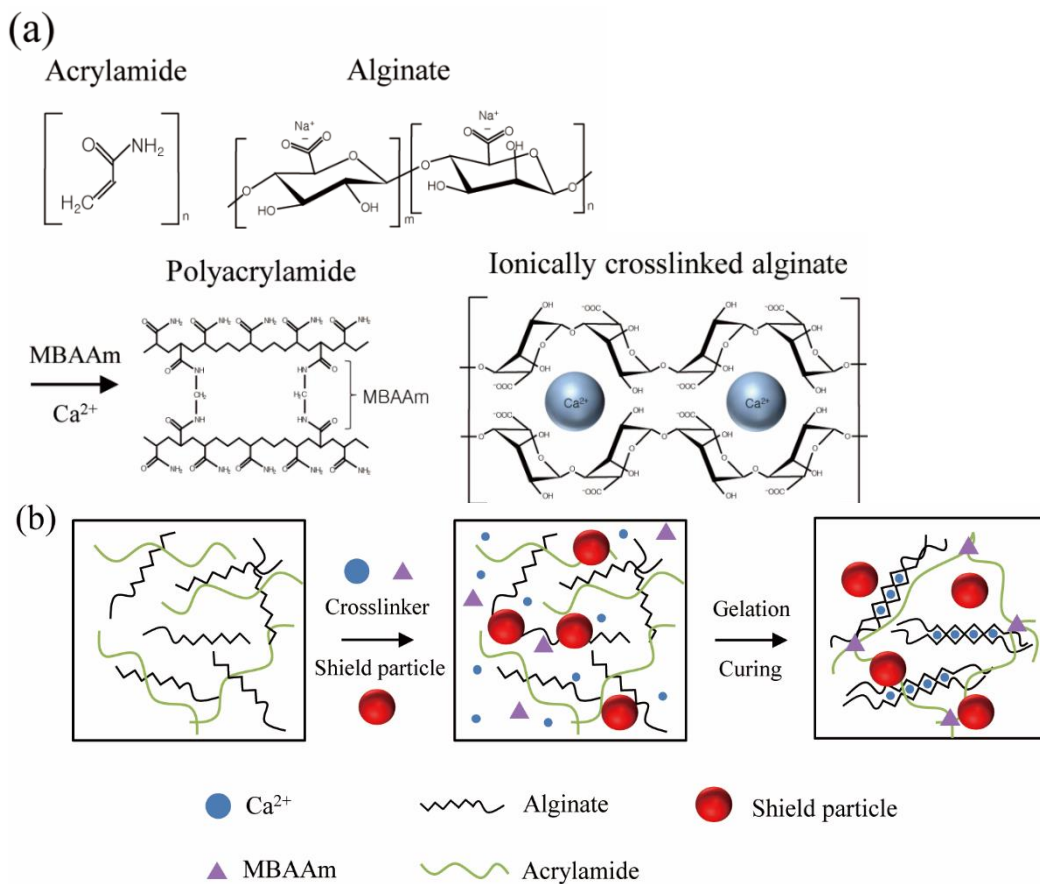 (a)
Acrylamide
Alginate
O
NH₂
H₂C
n
Na⁺
O
−
O
O
O
HO
OH
m
O
Na⁺
O
−
O
OH
O
HO
O
n
Polyacrylamide
Ionically crosslinked alginate
MBAAm
Ca²⁺
MBAAm
Ca²⁺
Ca²⁺
(b)
Crosslinker
Shield particle
Gelation
Curing
Ca²⁺
Alginate
Shield particle
MBAAm
Acrylamide